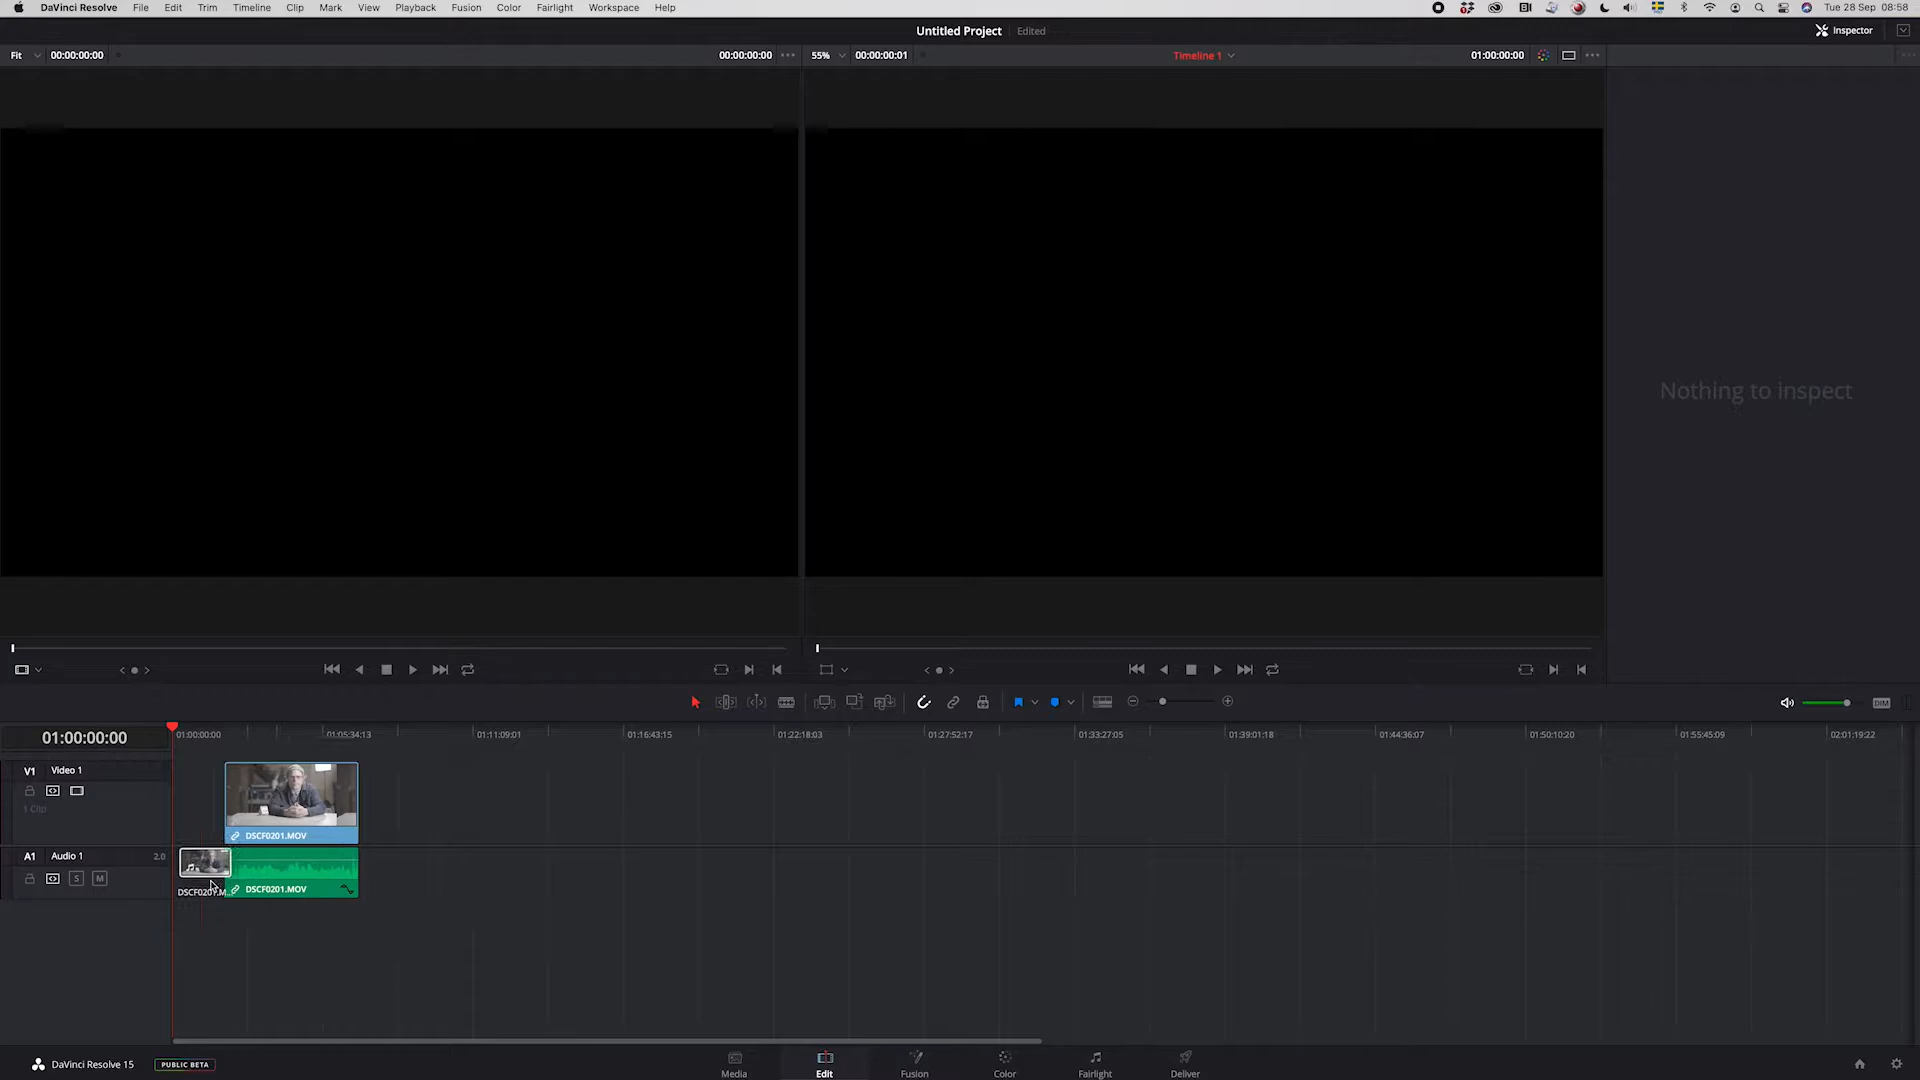 DaVinci Resolve File Edit Trim Timeline Clip Mark View Playback Fusion Color Fairlight Workspace Help Tue 28 Sep 08:58
Untitled Project Edited Inspector
Fit 00:00:00:00 00:00:00:00 55% 00:00:00:01 Timeline 1 01:00:00:00
Nothing to inspect
DIM
01:00:00:00 01:00:00:00 01:05:34:13 01:11:09:01 01:16:43:15 01:22:18:03 01:27:52:17 01:33:27:05 01:39:01:18 01:44:36:07 01:50:10:20 01:55:45:09 02:01:19:22
V1 Video 1
1 Clip
DSCF0201.MOV
A1 Audio 1 2.0
S M
DSCF0201.M... DSCF0201.MOV
DaVinci Resolve 15 PUBLIC BETA
Media Edit Fusion Color Fairlight Deliver